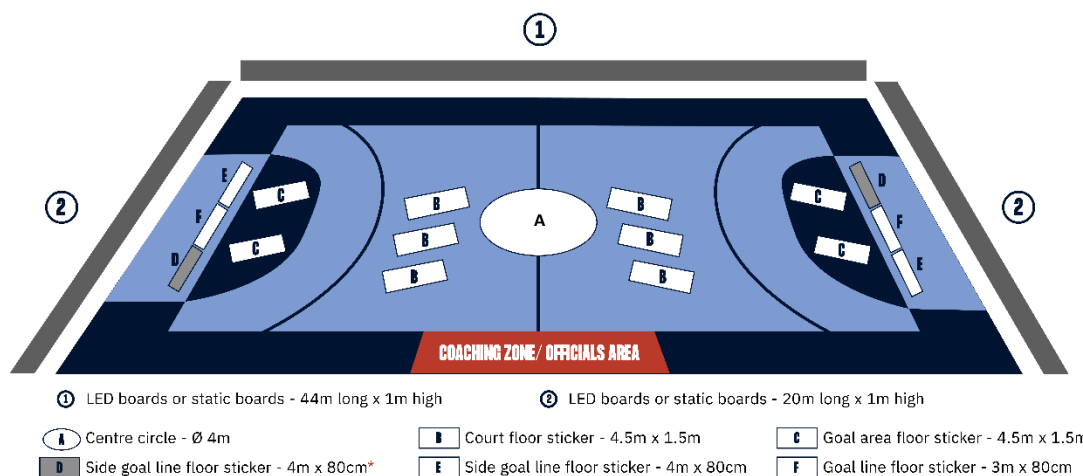 1
2
2
E
F
D
C
C
B
B
B
A
B
B
B
C
C
D
F
E
COACHING ZONE/ OFFICIALS AREA
1 LED boards or static boards - 44m long x 1m high
2 LED boards or static boards - 20m long x 1m high
A Centre circle - Ø 4m
B Court floor sticker - 4.5m x 1.5m
C Goal area floor sticker - 4.5m x 1.5m
D Side goal line floor sticker - 4m x 80cm*
E Side goal line floor sticker - 4m x 80cm
F Goal line floor sticker - 3m x 80cm